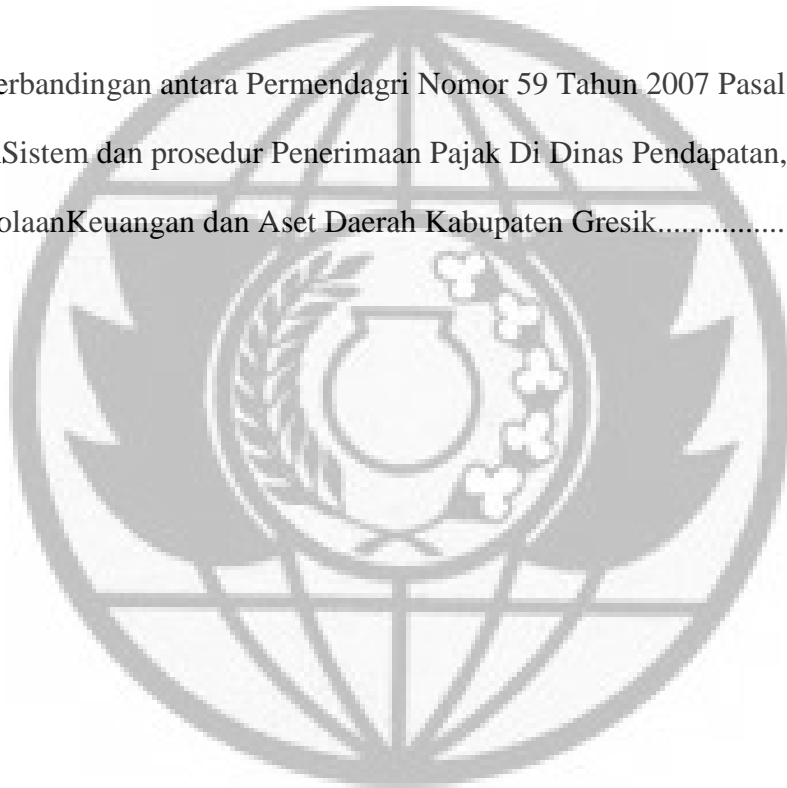 erbandingan antara Permendagri Nomor 59 Tahun 2007 Pasal
Sistem dan prosedur Penerimaan Pajak Di Dinas Pendapatan,
olaanKeuangan dan Aset Daerah Kabupaten Gresik................